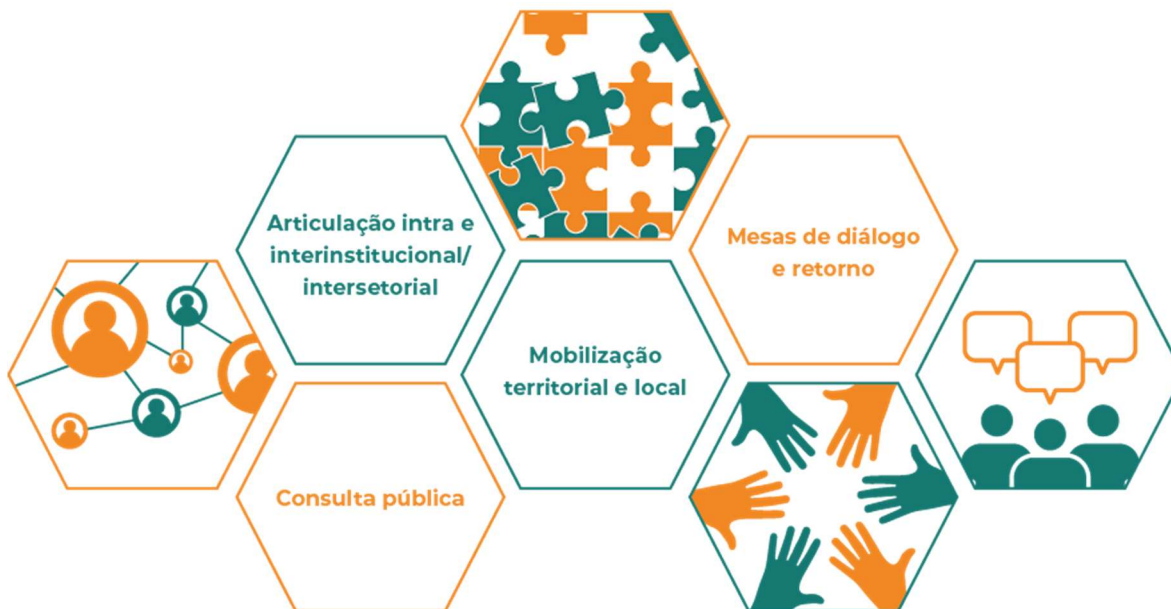 Articulação intra e
interinstitucional/
intersetorial
Mesas de diálogo
e retorno
Mobilização
territorial e local
Consulta pública